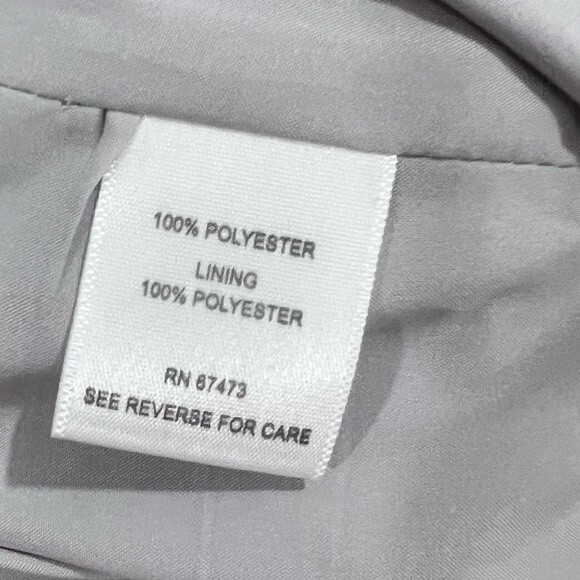 100% POLYESTER
LINING
100% POLYESTER
RN 67473
SEE REVERSE FOR CARE